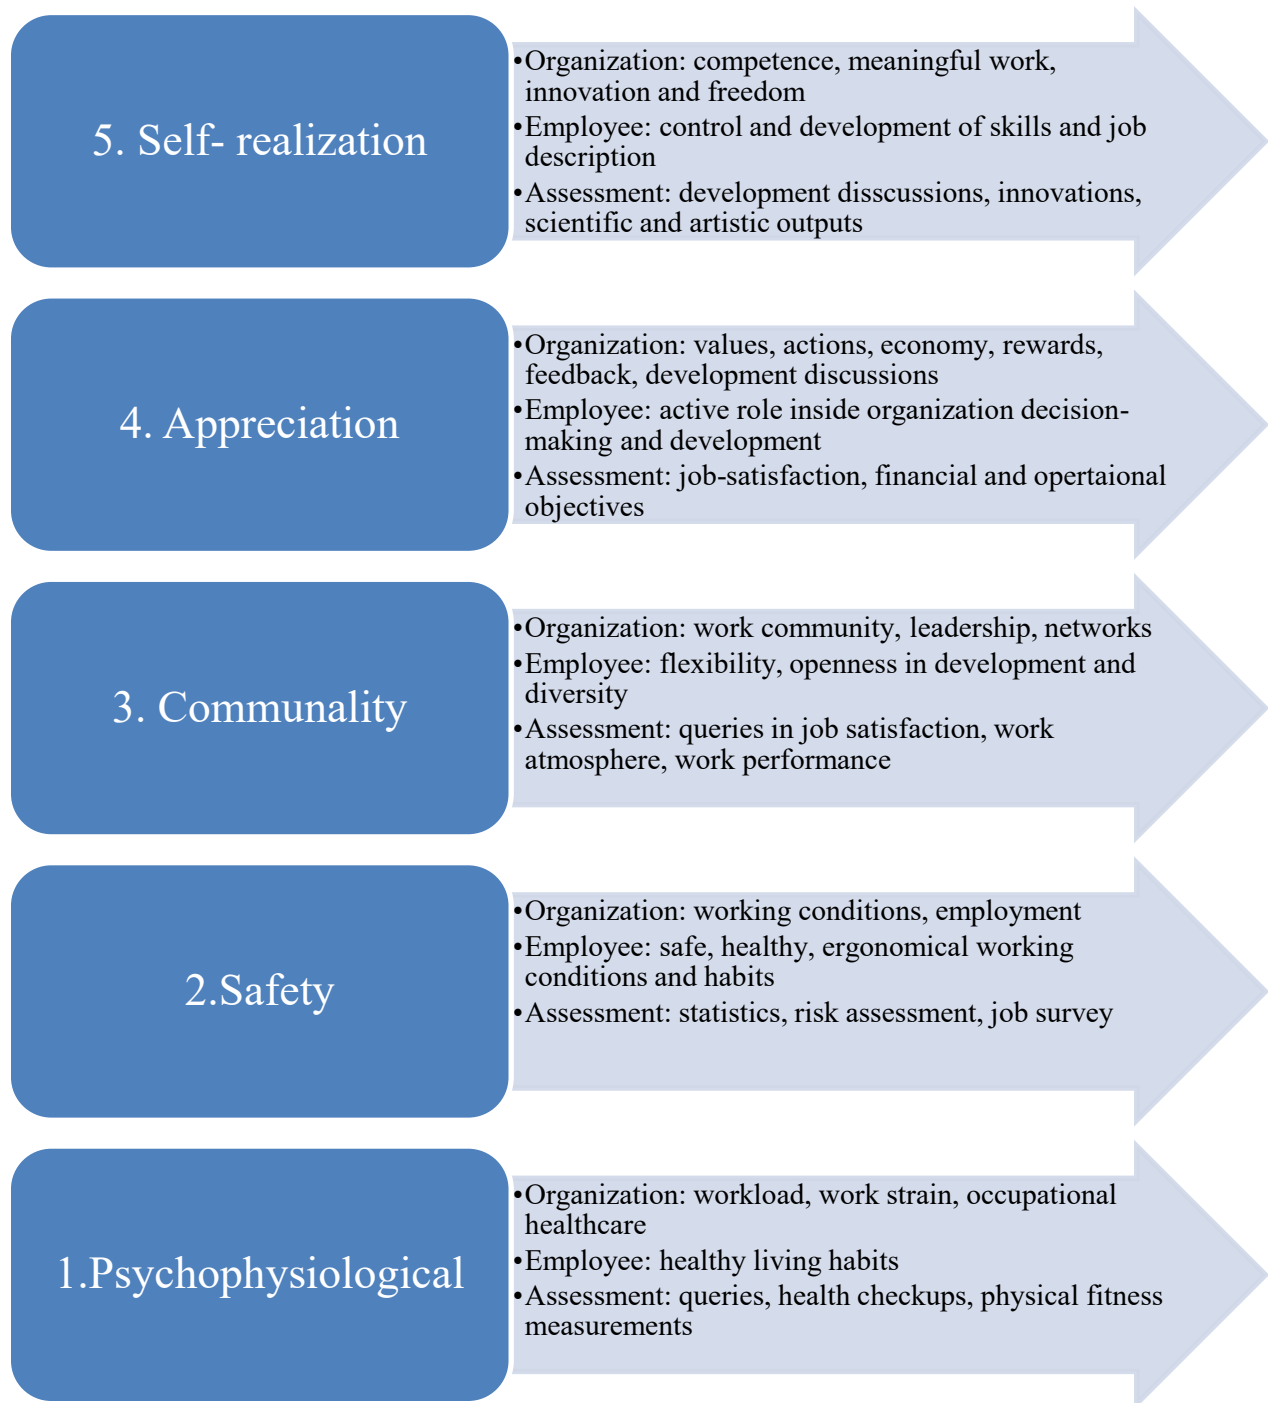 5. Self- realization
•Organization: competence, meaningful work,
innovation and freedom
•Employee: control and development of skills and job
description
•Assessment: development disscussions, innovations,
scientific and artistic outputs
4. Appreciation
•Organization: values, actions, economy, rewards,
feedback, development discussions
•Employee: active role inside organization decision-
making and development
•Assessment: job-satisfaction, financial and opertaional
objectives
3. Communality
•Organization: work community, leadership, networks
•Employee: flexibility, openness in development and
diversity
•Assessment: queries in job satisfaction, work
atmosphere, work performance
2.Safety
•Organization: working conditions, employment
•Employee: safe, healthy, ergonomical working
conditions and habits
•Assessment: statistics, risk assessment, job survey
1.Psychophysiological
•Organization: workload, work strain, occupational
healthcare
•Employee: healthy living habits
•Assessment: queries, health checkups, physical fitness
measurements